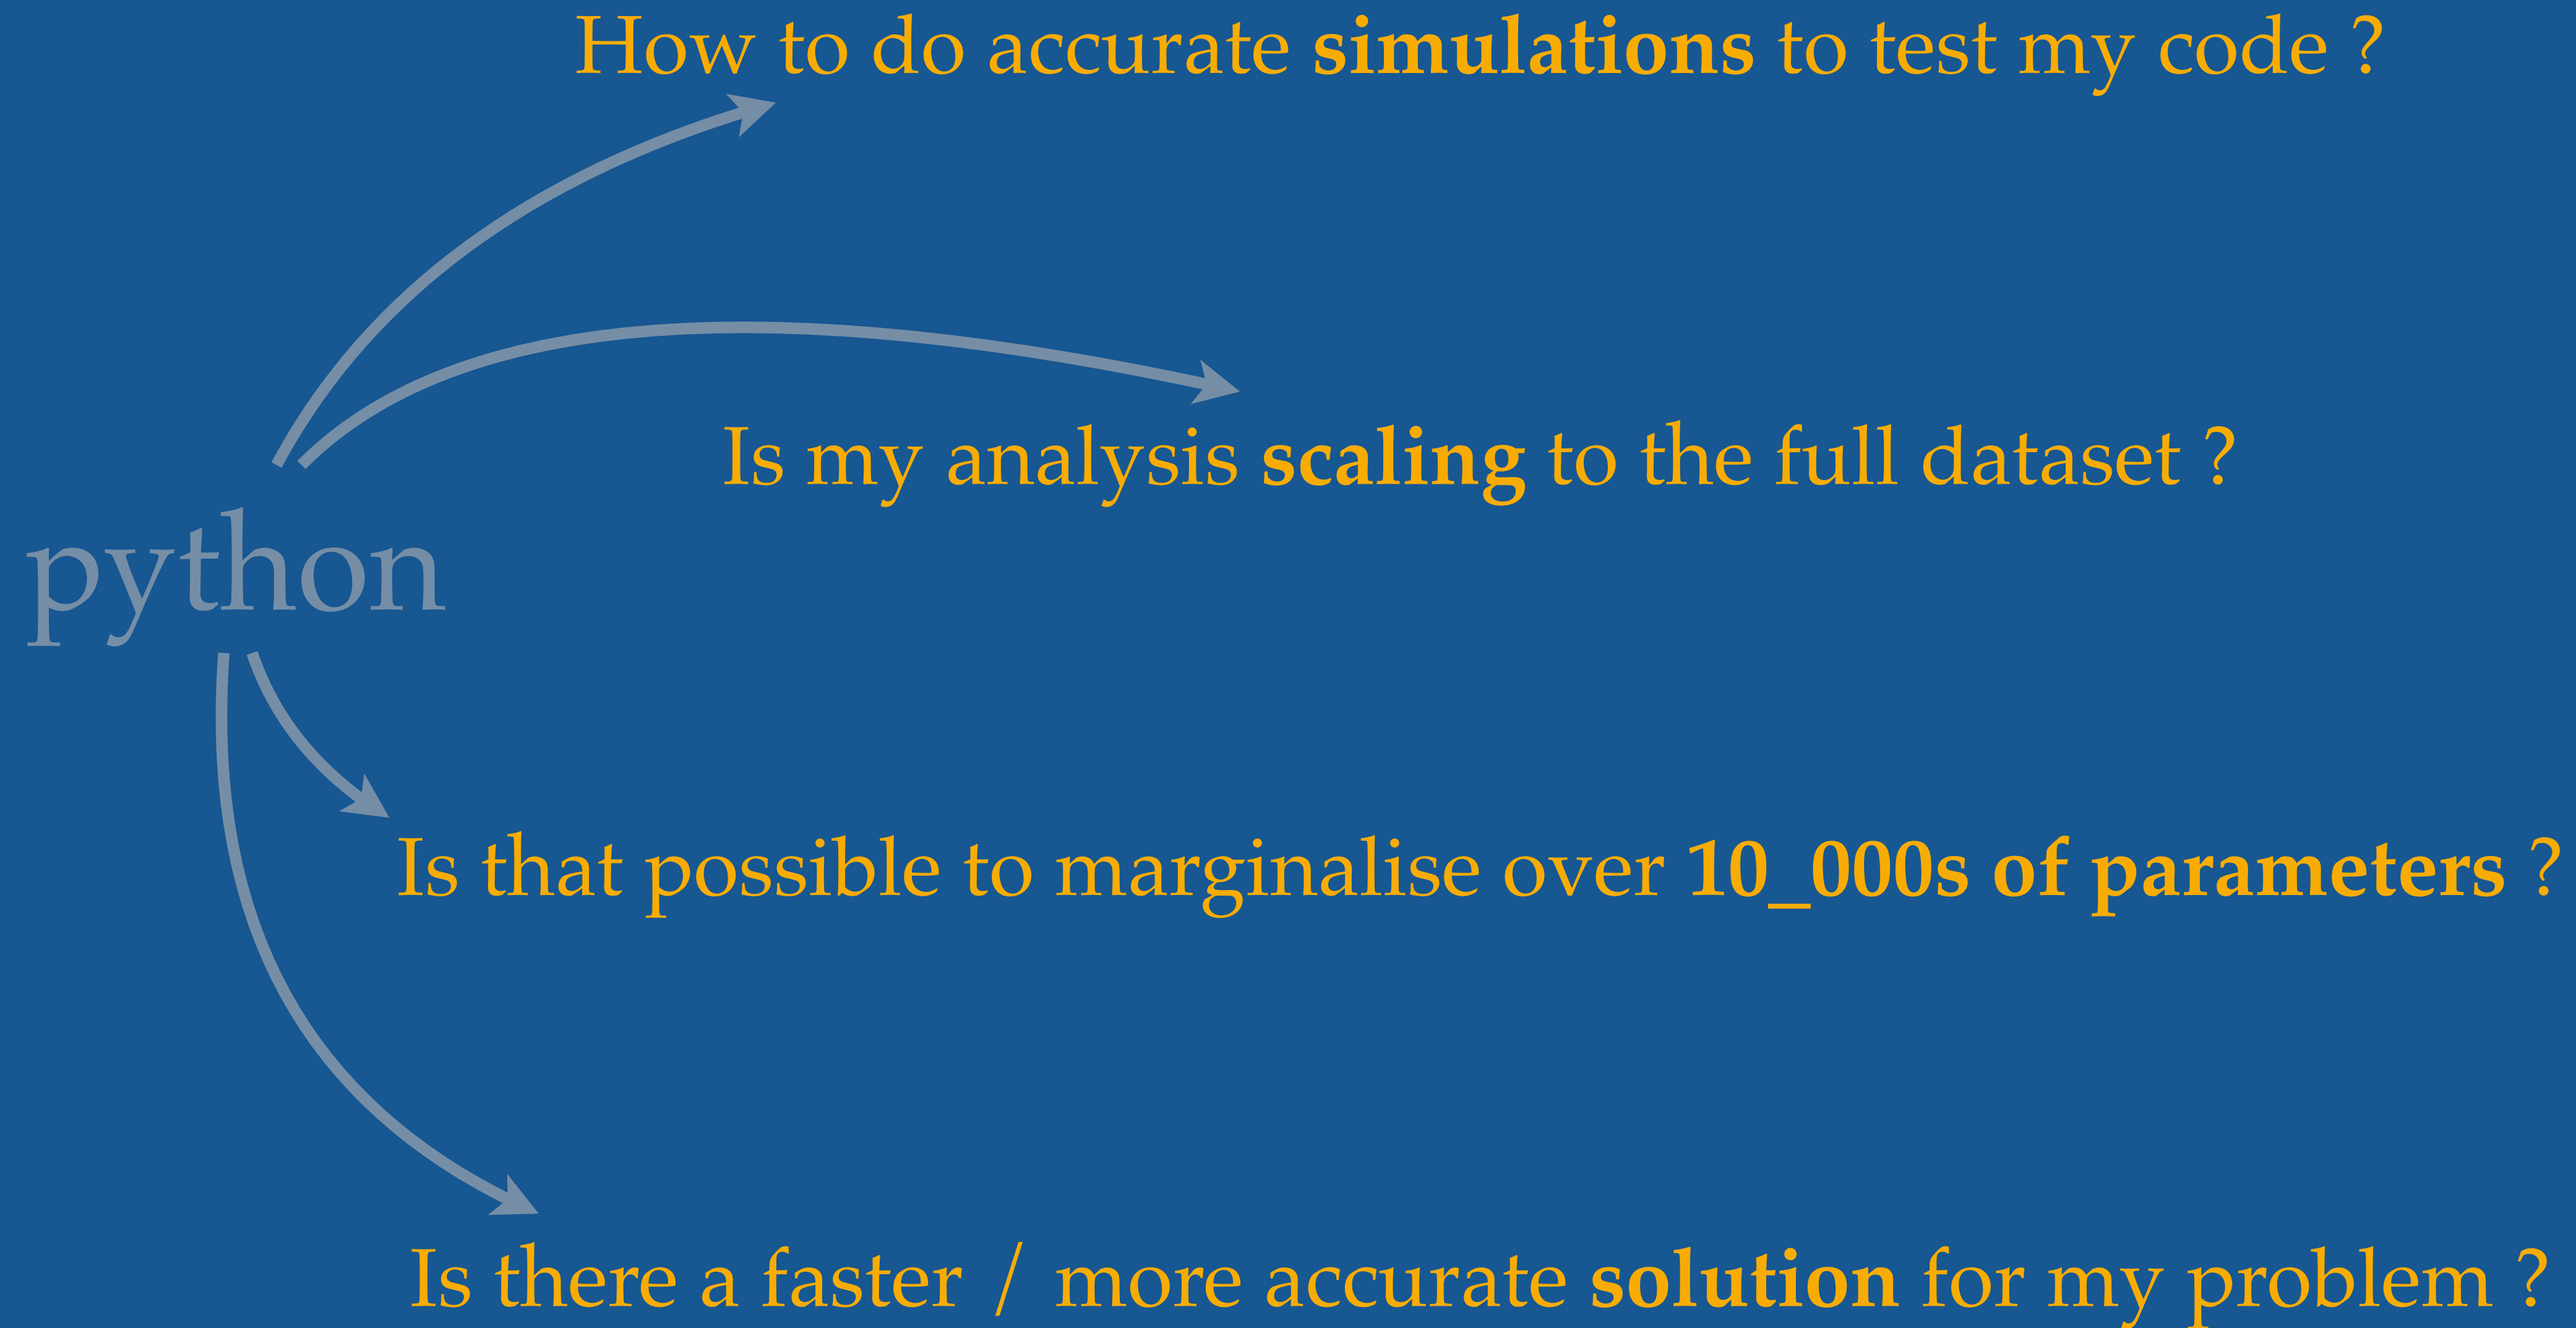 How to do accurate simulations to test my code ?
Is my analysis scaling to the full dataset ?
python
Is that possible to marginalise over 10_000s of parameters ?
Is there a faster / more accurate solution for my problem ?